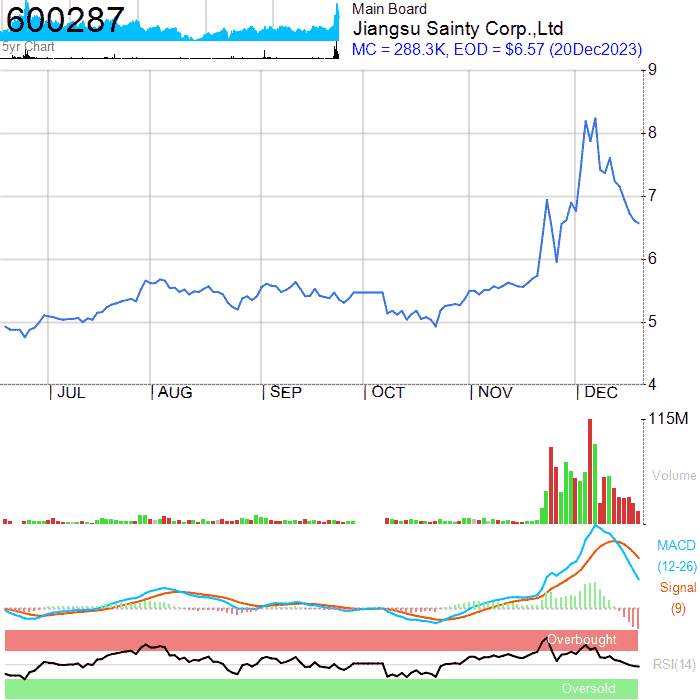 600287
5yr Chart
Main Board
Jiangsu Sainty Corp.,Ltd
MC = 288.3K, EOD = $6.57 (20Dec2023)
9
8
7
6
5
4
JUL
AUG
SEP
OCT
NOV
DEC
115M
Volume
MACD
(12-26)
Signal
(9)
Overbought
RSI(14)
Oversold